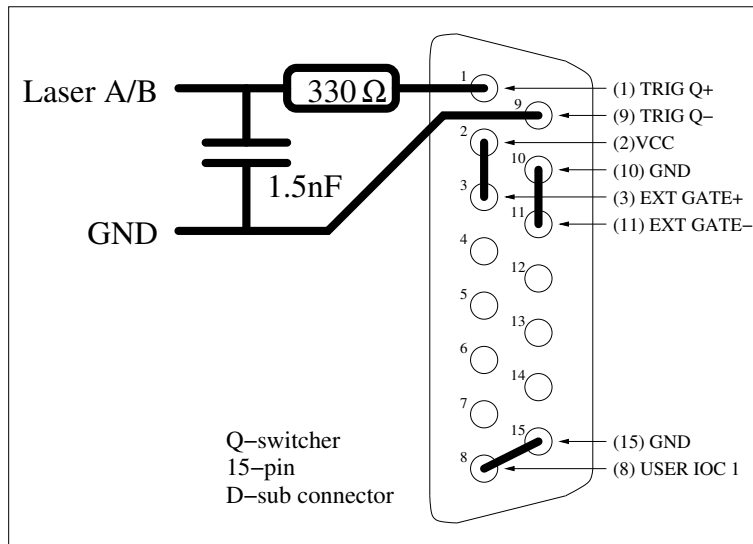 Laser A/B
330 Ω
1.5nF
GND
1
9
2
10
3
11
4
12
5
13
6
14
7
15
8
(1) TRIG Q+
(9) TRIG Q−
(2)VCC
(10) GND
(3) EXT GATE+
(11) EXT GATE−
(15) GND
(8) USER IOC 1
Q−switcher
15−pin
D−sub connector